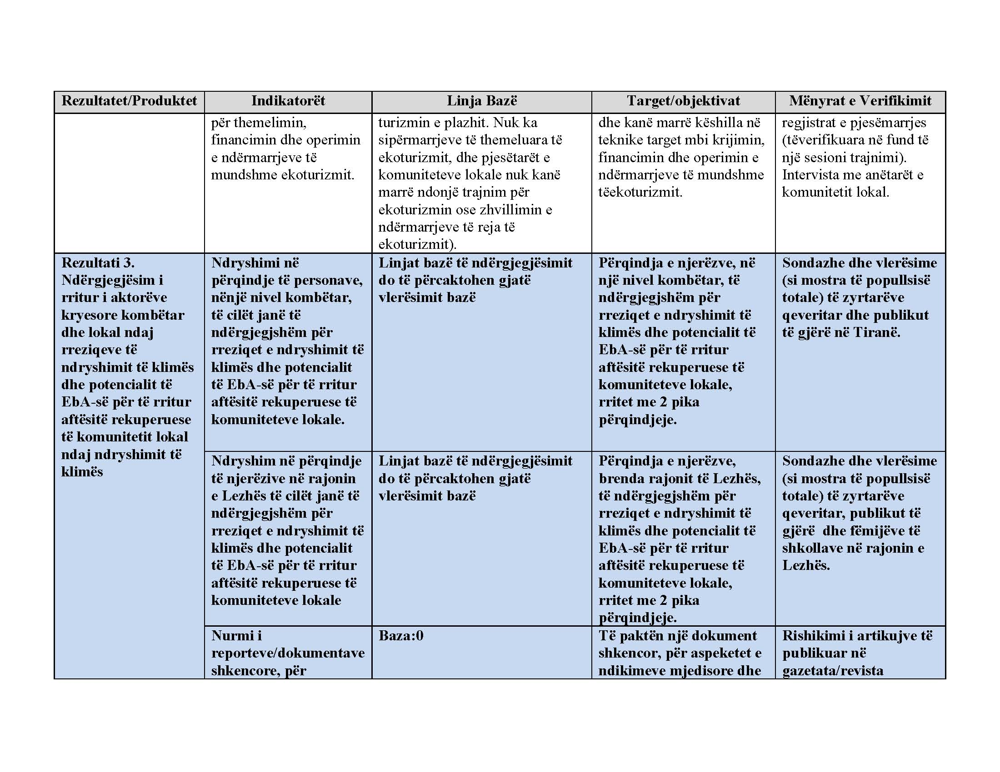 Rezultatet/Produktet
Indikatorët
Linja Bazë
Target/objektivat
Mënyrat e Verifikimit
për themelimin,
financimin dhe operimin
e ndërmarrjeve të
mundshme ekoturizmit.
turizmin e plazhit. Nuk ka
sipërmarrjeve të themeluara të
ekoturizmit, dhe pjesëtarët e
komuniteteve lokale nuk kanë
marrë ndonjë trajnim për
ekoturizmin ose zhvillimin e
ndërmarrjeve të reja të
ekoturizmit).
dhe kanë marrë këshilla në
teknike target mbi krijimin,
financimin dhe operimin e
ndërmarrjeve të mundshme
tëekoturizmit.
regjistrat e pjesëmarrjes
(tëverifikuara në fund të
një sesioni trajnimi).
Intervista me anëtarët e
komunitetit lokal.
Rezultati 3.
Ndërgjegjësim i
rritur i aktorëve
kryesore kombëtar
dhe lokal ndaj
rreziqeve të
ndryshimit të klimës
dhe potencialit të
EbA-së për të rritur
aftësitë rekuperuese
të komunitetit lokal
ndaj ndryshimit të
klimës
Ndryshimi në
përqindje të personave,
nënjë nivel kombëtar,
të cilët janë të
ndërgjegjshëm për
rreziqet e ndryshimit të
klimës dhe potencialit
të EbA-së për të rritur
aftësitë rekuperuese të
komuniteteve lokale.
Linjat bazë të ndërgjegjësimit
do të përcaktohen gjatë
vlerësimit bazë
Përqindja e njerëzve, në
një nivel kombëtar, të
ndërgjegjshëm për
rreziqet e ndryshimit të
klimës dhe potencialit të
EbA-së për të rritur
aftësitë rekuperuese të
komuniteteve lokale,
rritet me 2 pika
përqindjeje.
Sondazhe dhe vlerësime
(si mostra të popullsisë
totale) të zyrtarëve
qeveritar dhe publikut
të gjërë në Tiranë.
Ndryshim në përqindje
të njerëzive në rajonin
e Lezhës të cilët janë të
ndërgjegjshëm për
rreziqet e ndryshimit të
klimës dhe potencialit
të EbA-së për të rritur
aftësitë rekuperuese të
komuniteteve lokale
Linjat bazë të ndërgjegjësimit
do të përcaktohen gjatë
vlerësimit bazë
Përqindja e njerëzve,
brenda rajonit të Lezhës,
të ndërgjegjshëm për
rreziqet e ndryshimit të
klimës dhe potencialit të
EbA-së për të rritur
aftësitë rekuperuese të
komuniteteve lokale,
rritet me 2 pika
përqindjeje.
Sondazhe dhe vlerësime
(si mostra të popullsisë
totale) të zyrtarëve
qeveritar, publikut të
gjërë  dhe fëmijëve të
shkollave në rajonin e
Lezhës.
Nurmi i
reporteve/dokumentave
shkencore, për
Baza:0
Të paktën një dokument
shkencor, për aspeketet e
ndikimeve mjedisore dhe
Rishikimi i artikujve të
publikuar në
gazetata/revista